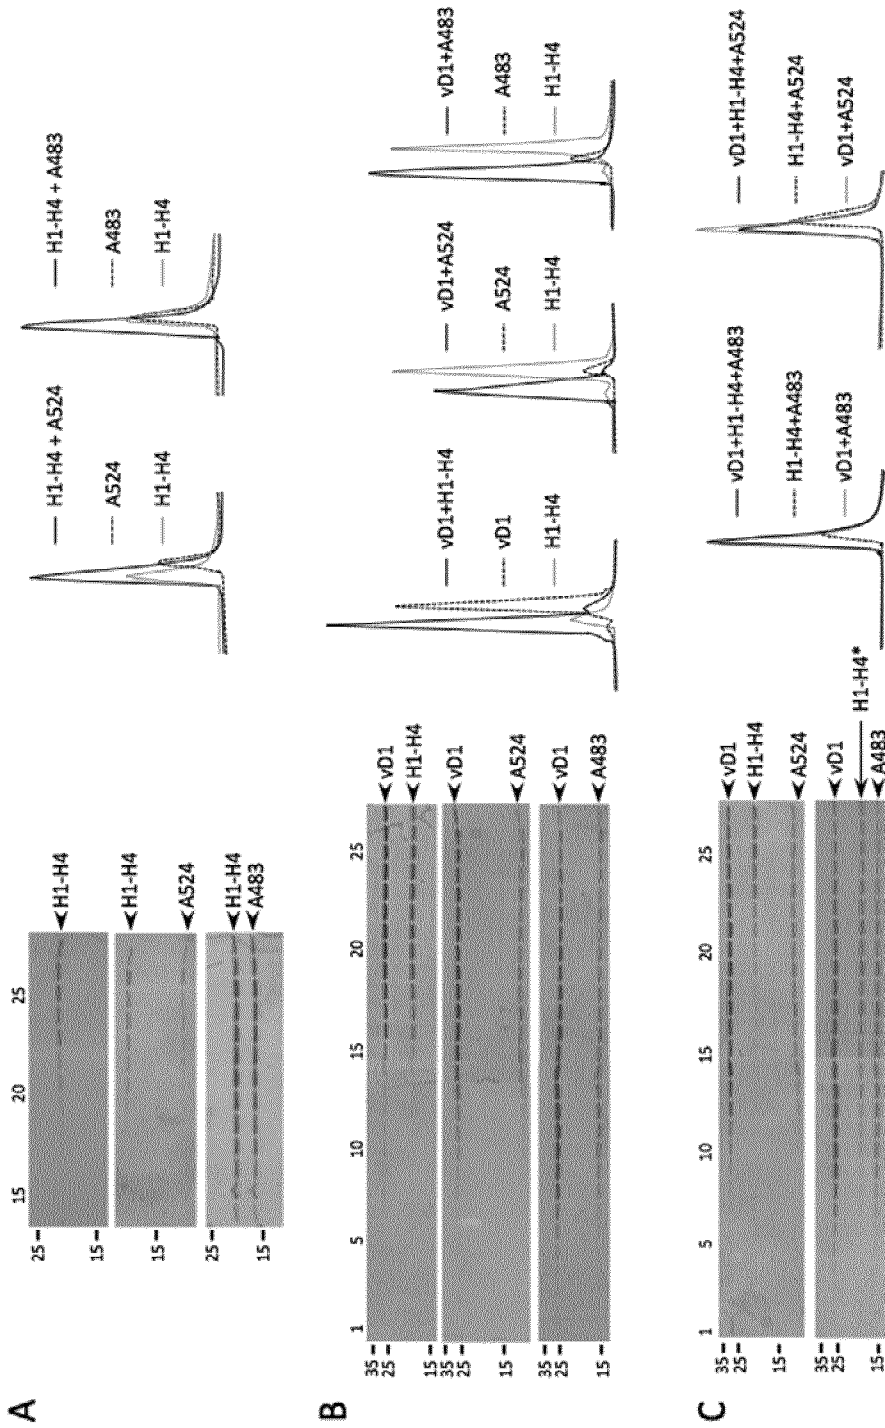 A
15
20
25
25
15
H1-H4
15
H1-H4
A524
25
15
H1-H4
A483
H1-H4 + A524
A524
H1-H4
H1-H4 + A483
A483
H1-H4
B
1
5
10
15
20
25
35
25
15
vD1
H1-H4
35
25
15
vD1
A524
35
25
15
vD1
A483
vD1+H1-H4
vD1
H1-H4
vD1+A524
A524
H1-H4
vD1+A483
A483
H1-H4
C
1
5
10
15
20
25
35
25
15
vD1
H1-H4
A524
35
25
15
vD1
H1-H4*
A483
vD1+H1-H4+A483
H1-H4+A483
vD1+A483
vD1+H1-H4+A524
H1-H4+A524
vD1+A524